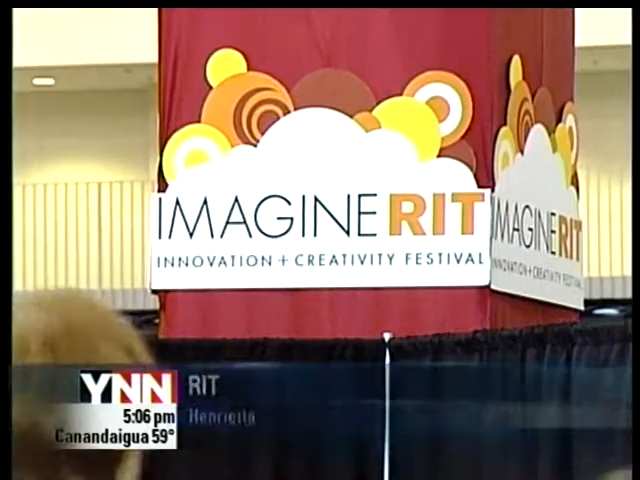 IMAGINE RIT
INNOVATION + CREATIVITY FESTIVAL
IMAGINE RIT
INNOVATION + CREATIVITY FESTIVAL
YNN
RIT
5:06 pm
Henrietta
Canandaigua 59°